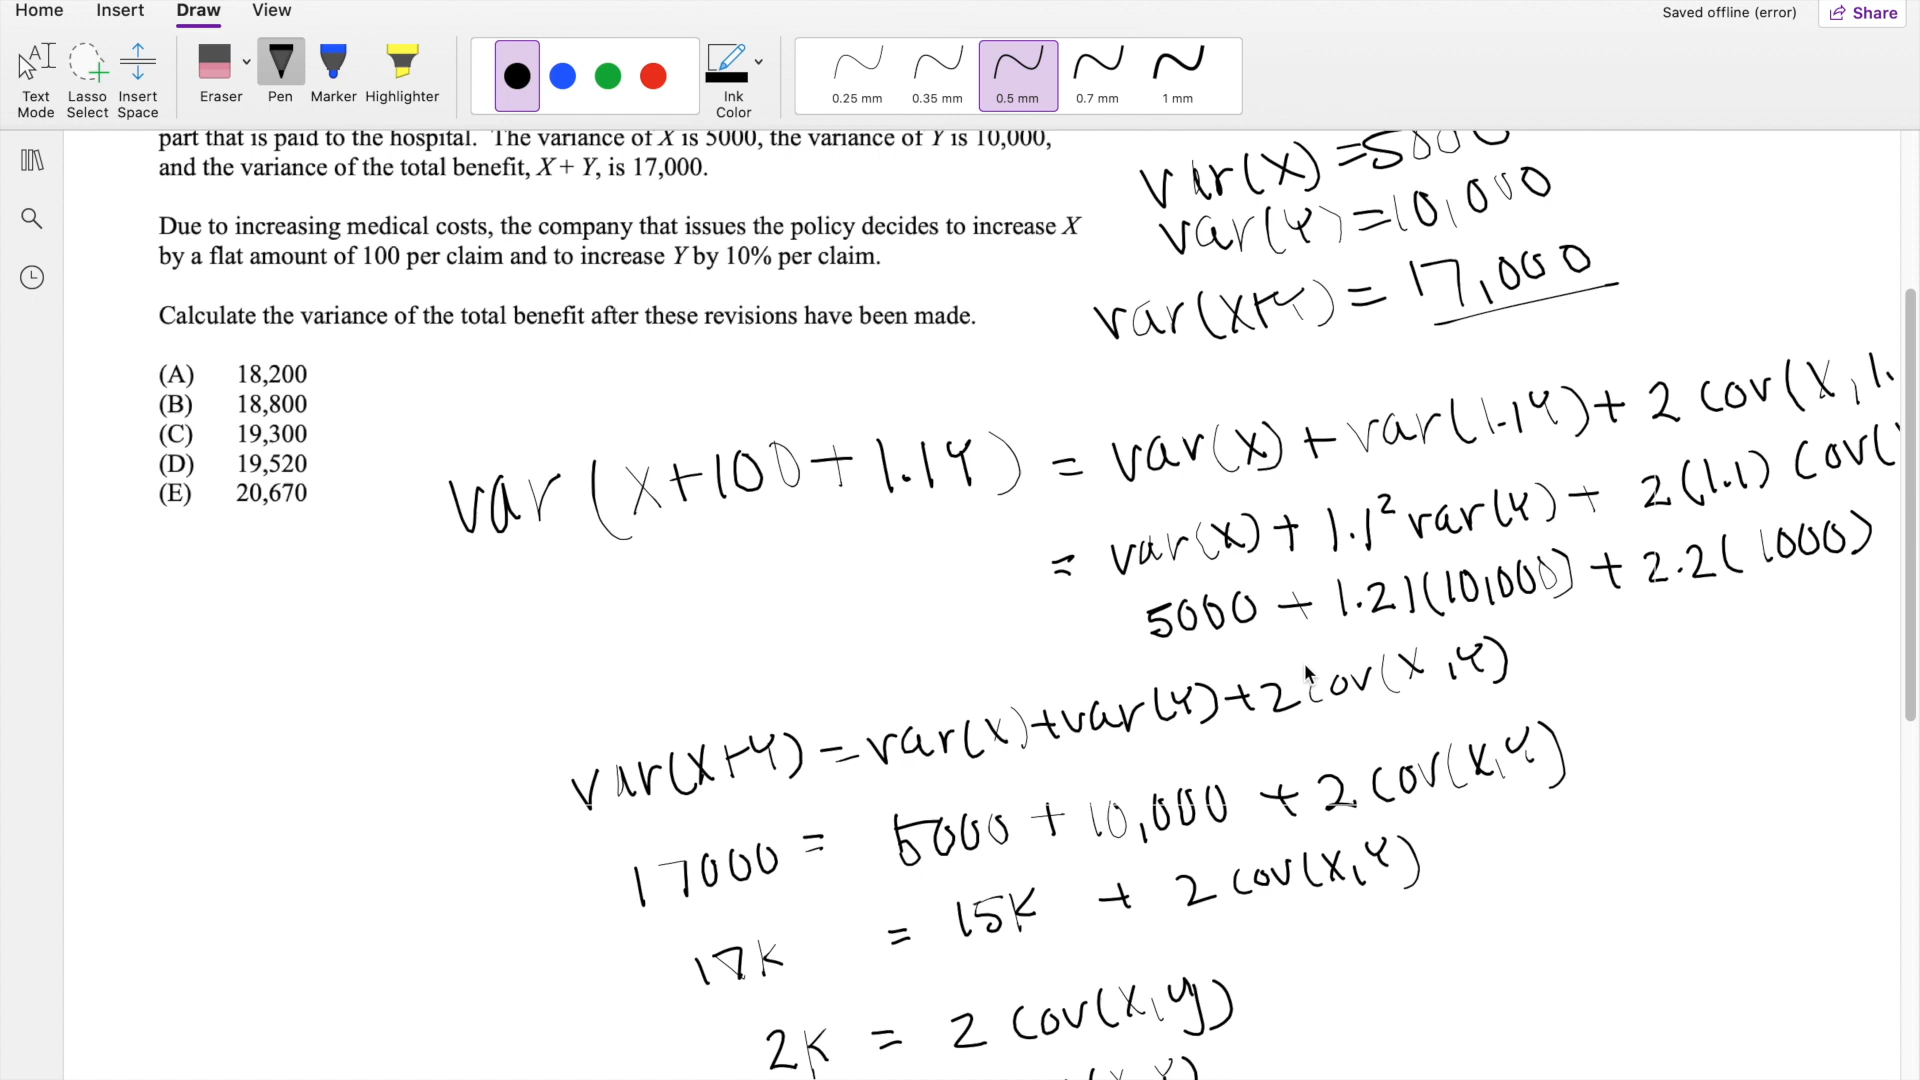 Home Insert Draw View
Saved offline (error) Share
Text Mode
Lasso Select
Insert Space
Eraser
Pen
Marker
Highlighter
Ink Color
0.25 mm 0.35 mm 0.5 mm 0.7 mm 1 mm
part that is paid to the hospital. The variance of X is 5000, the variance of Y is 10,000,
and the variance of the total benefit, X + Y, is 17,000.
Due to increasing medical costs, the company that issues the policy decides to increase X
by a flat amount of 100 per claim and to increase Y by 10% per claim.
Calculate the variance of the total benefit after these revisions have been made.
(A) 18,200
(B) 18,800
(C) 19,300
(D) 19,520
(E) 20,670
var(X) = 5000
var(Y) = 10,000
var(X+Y) = 17,000
var(X+100+1.1Y) = var(X) + var(1.1Y) + 2 cov(X, 1.
= var(X) + 1.1² var(Y) + 2(1.1) cov(
5000 + 1.21(10,000) + 2.2(1000)
var(X+Y) = var(X) + var(Y) + 2 cov(X,Y)
17000 = 5000 + 10,000 + 2 cov(X,Y)
17K = 15K + 2 cov(X,Y)
2K = 2 cov(X,Y)